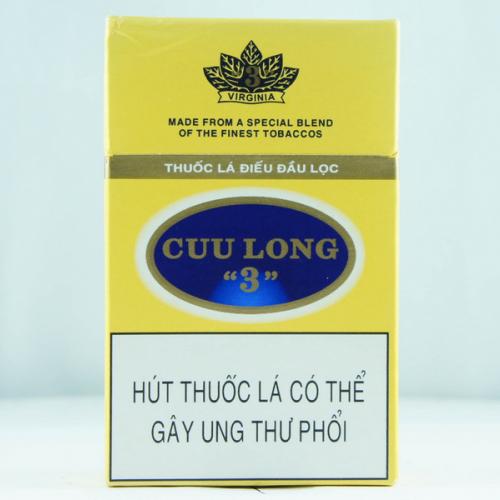 3
VIRGINIA
MADE FROM A SPECIAL BLEND
OF THE FINEST TOBACCOS
THUỐC LÁ ĐIẾU ĐẦU LỌC
CUU LONG
“3”
HÚT THUỐC LÁ CÓ THỂ
GÂY UNG THƯ PHỔI